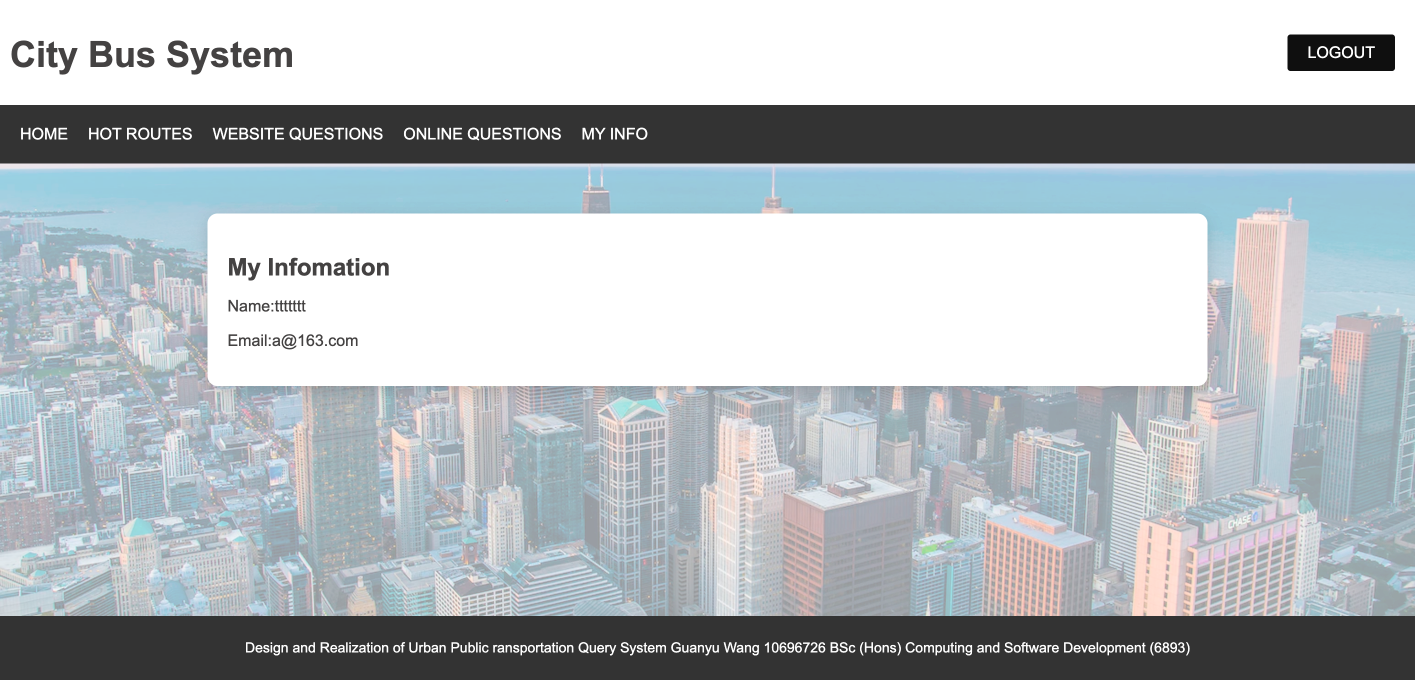 City Bus System
LOGOUT
HOME HOT ROUTES WEBSITE QUESTIONS ONLINE QUESTIONS MY INFO
My Infomation
Name:ttttttt
Email:a@163.com
CHASE
Design and Realization of Urban Public ransportation Query System Guanyu Wang 10696726 BSc (Hons) Computing and Software Development (6893)